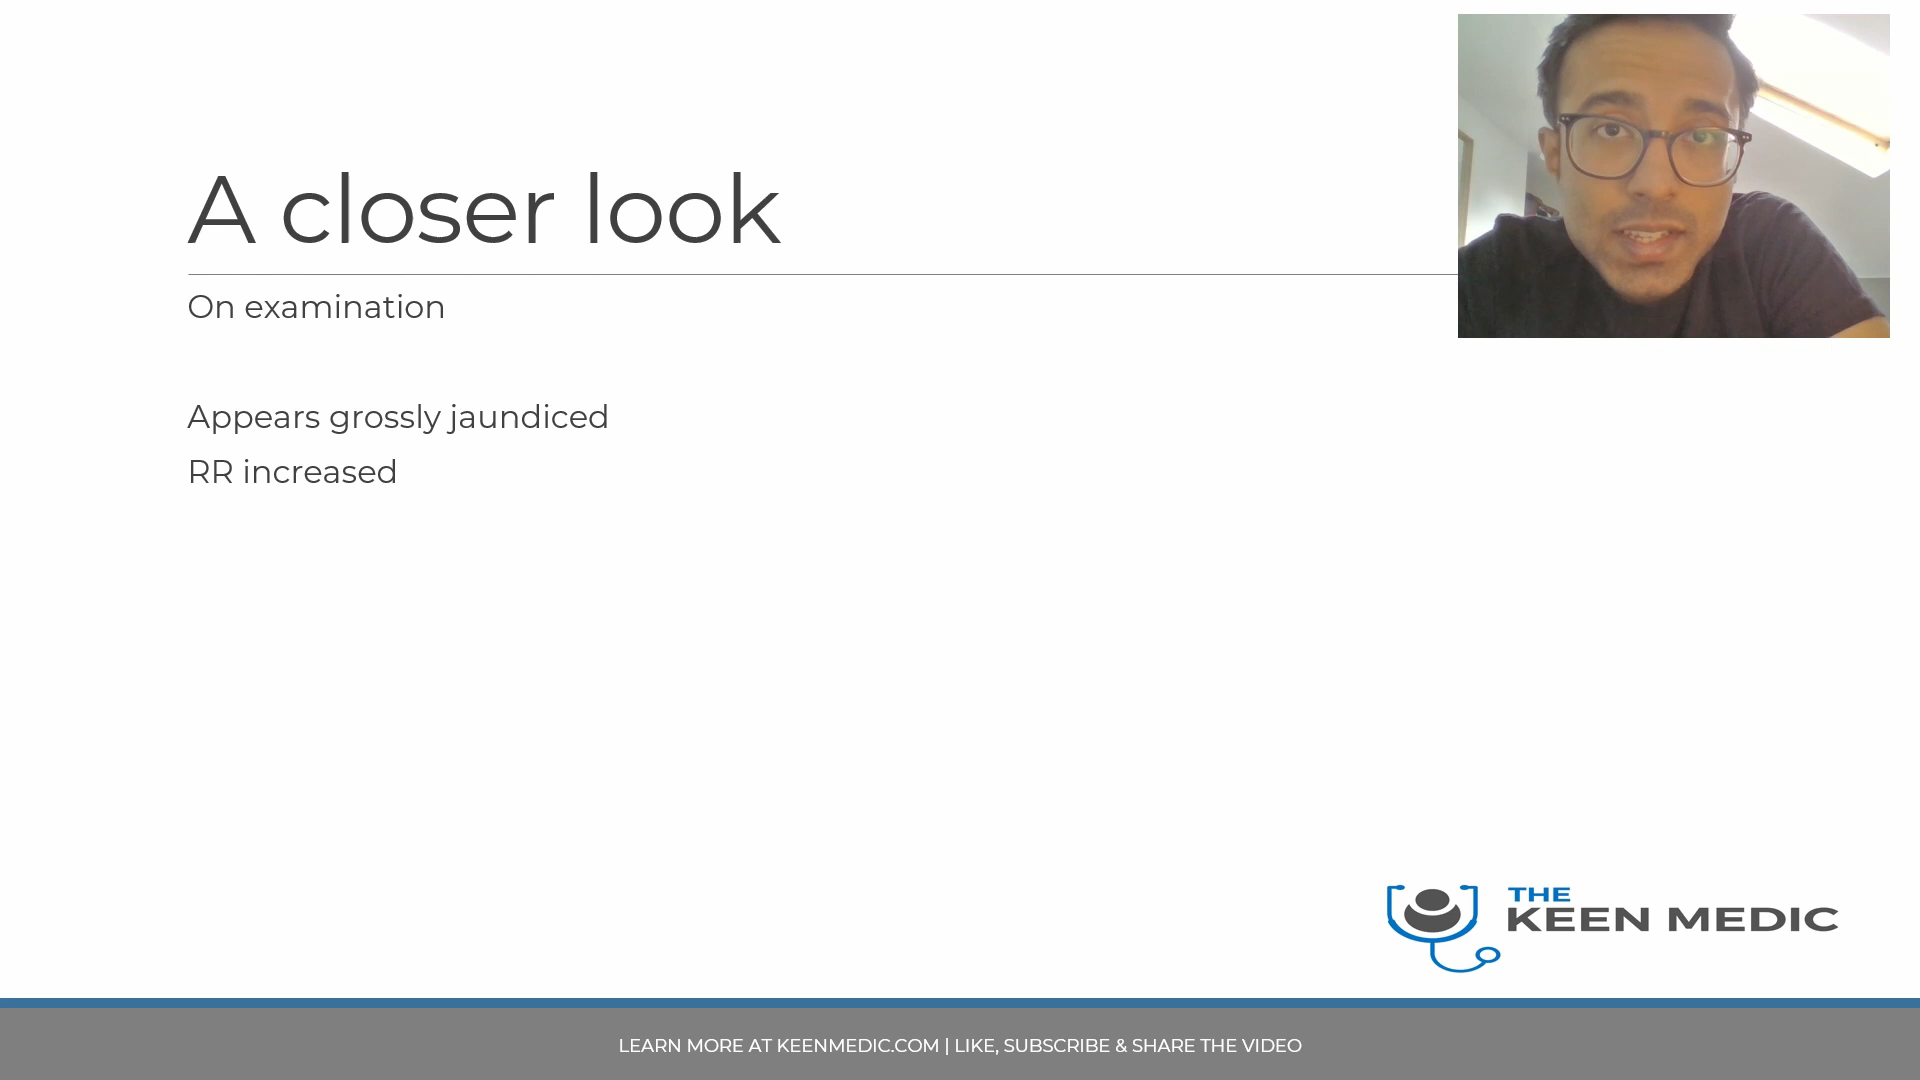 A closer look
On examination
Appears grossly jaundiced
RR increased
THE
KEEN MEDIC
LEARN MORE AT KEENMEDIC.COM | LIKE, SUBSCRIBE & SHARE THE VIDEO